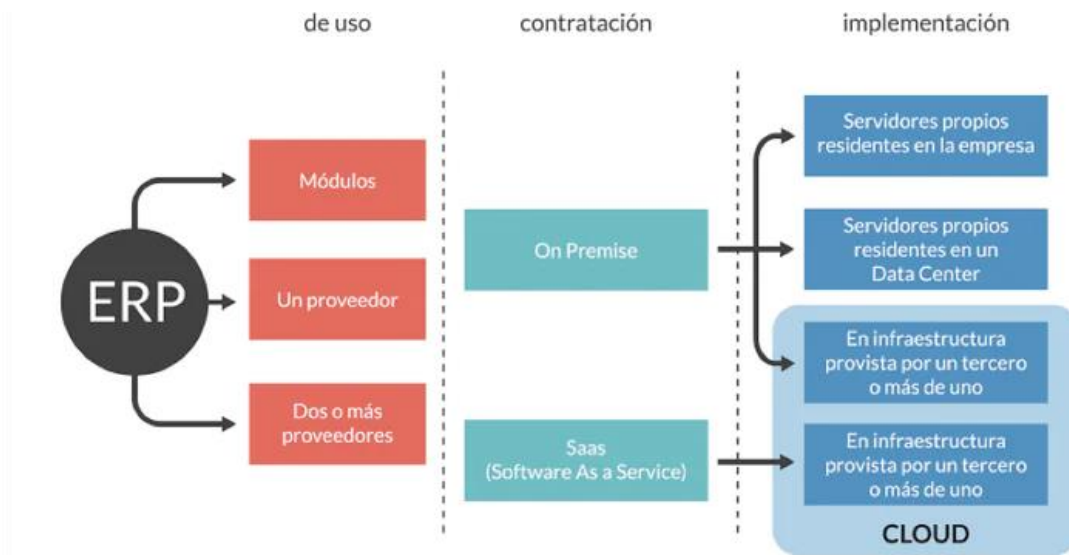 de uso
contratación
implementación
ERP
Módulos
Un proveedor
Dos o más
proveedores
On Premise
Saas
(Software As a Service)
Servidores propios
residentes en la empresa
Servidores propios
residentes en un
Data Center
En infraestructura
provista por un tercero
o más de uno
En infraestructura
provista por un tercero
o más de uno
CLOUD